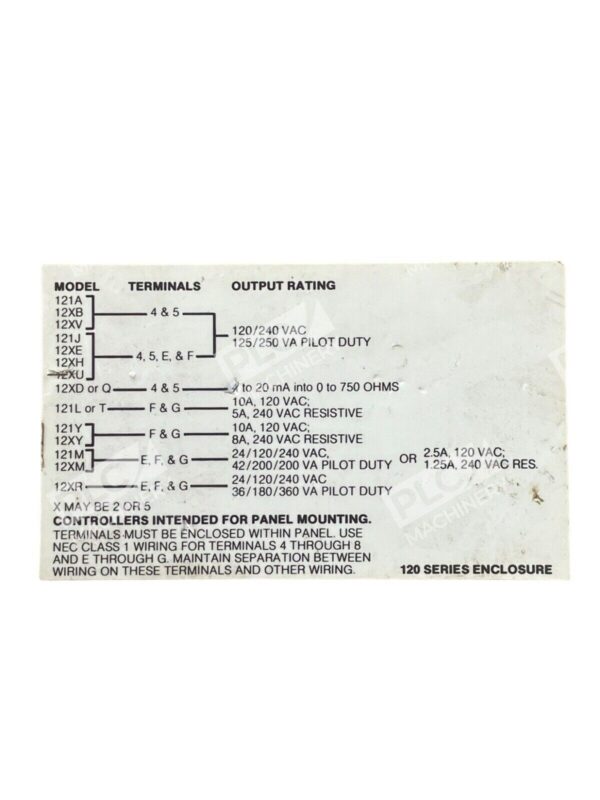 MODEL TERMINALS OUTPUT RATING
121A
12XB 4 & 5
12XV
120/240 VAC
125/250 VA PILOT DUTY
121J
12XE
12XH 4, 5, E, & F
12XU
12XD or Q 4 & 5 to 20 mA into 0 to 750 OHMS
121L or T F & G 10A, 120 VAC;
5A, 240 VAC RESISTIVE
121Y
12XY F & G 10A, 120 VAC;
8A, 240 VAC RESISTIVE
121M
12XM E, F, & G 24/120/240 VAC,
42/200/200 VA PILOT DUTY OR 2.5A, 120 VAC;
1.25A, 240 VAC RES.
12XR E, F, & G 24/120/240 VAC
36/180/360 VA PILOT DUTY
X MAY BE 2 OR 5
CONTROLLERS INTENDED FOR PANEL MOUNTING.
TERMINALS MUST BE ENCLOSED WITHIN PANEL. USE
NEC CLASS 1 WIRING FOR TERMINALS 4 THROUGH 8
AND E THROUGH G. MAINTAIN SEPARATION BETWEEN
WIRING ON THESE TERMINALS AND OTHER WIRING.
120 SERIES ENCLOSURE
PLC
MACHINERY